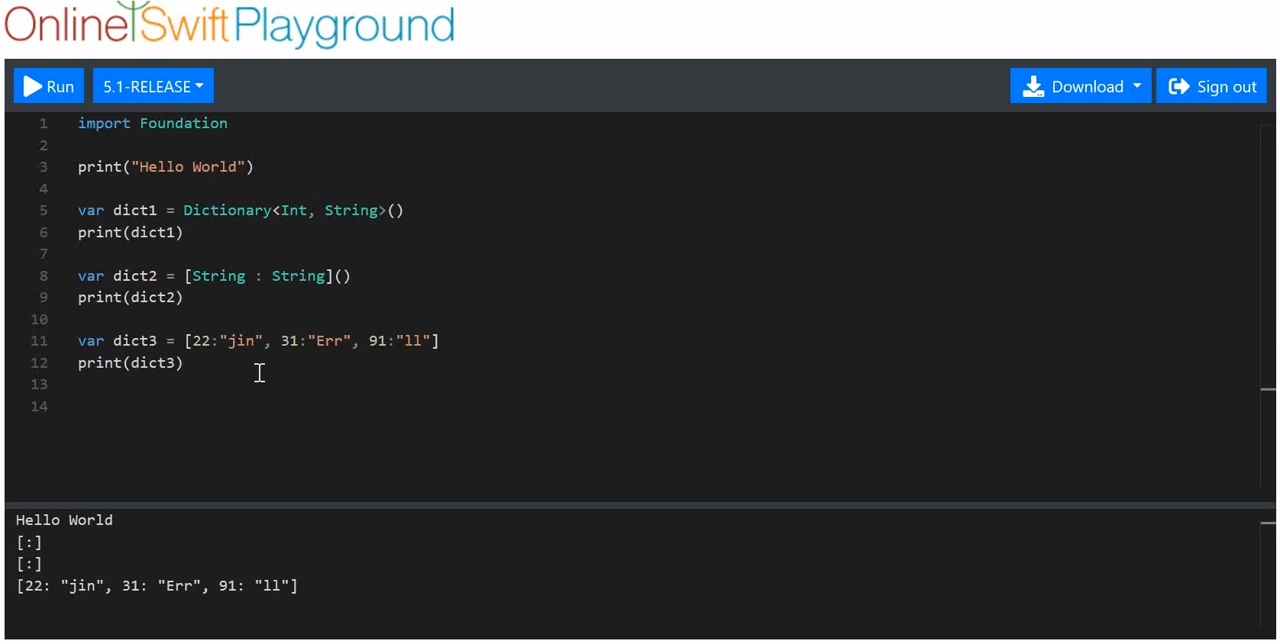 Online Swift Playground
Run 5.1-RELEASE Download Sign out
1 import Foundation
2
3 print("Hello World")
4
5 var dict1 = Dictionary<Int, String>()
6 print(dict1)
7
8 var dict2 = [String : String]()
9 print(dict2)
10
11 var dict3 = [22:"jin", 31:"Err", 91:"ll"]
12 print(dict3)
13
14
Hello World
[:]
[:]
[22: "jin", 31: "Err", 91: "ll"]